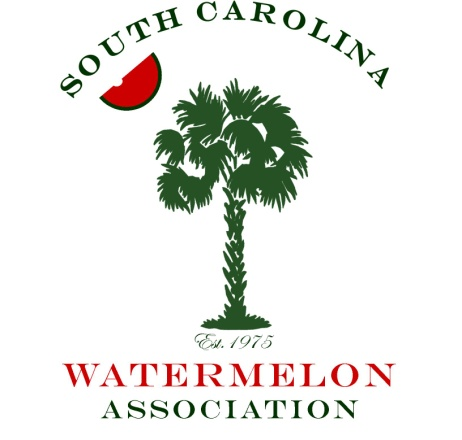 SOUTH CAROLINA
Est. 1975
WATERMELON
ASSOCIATION